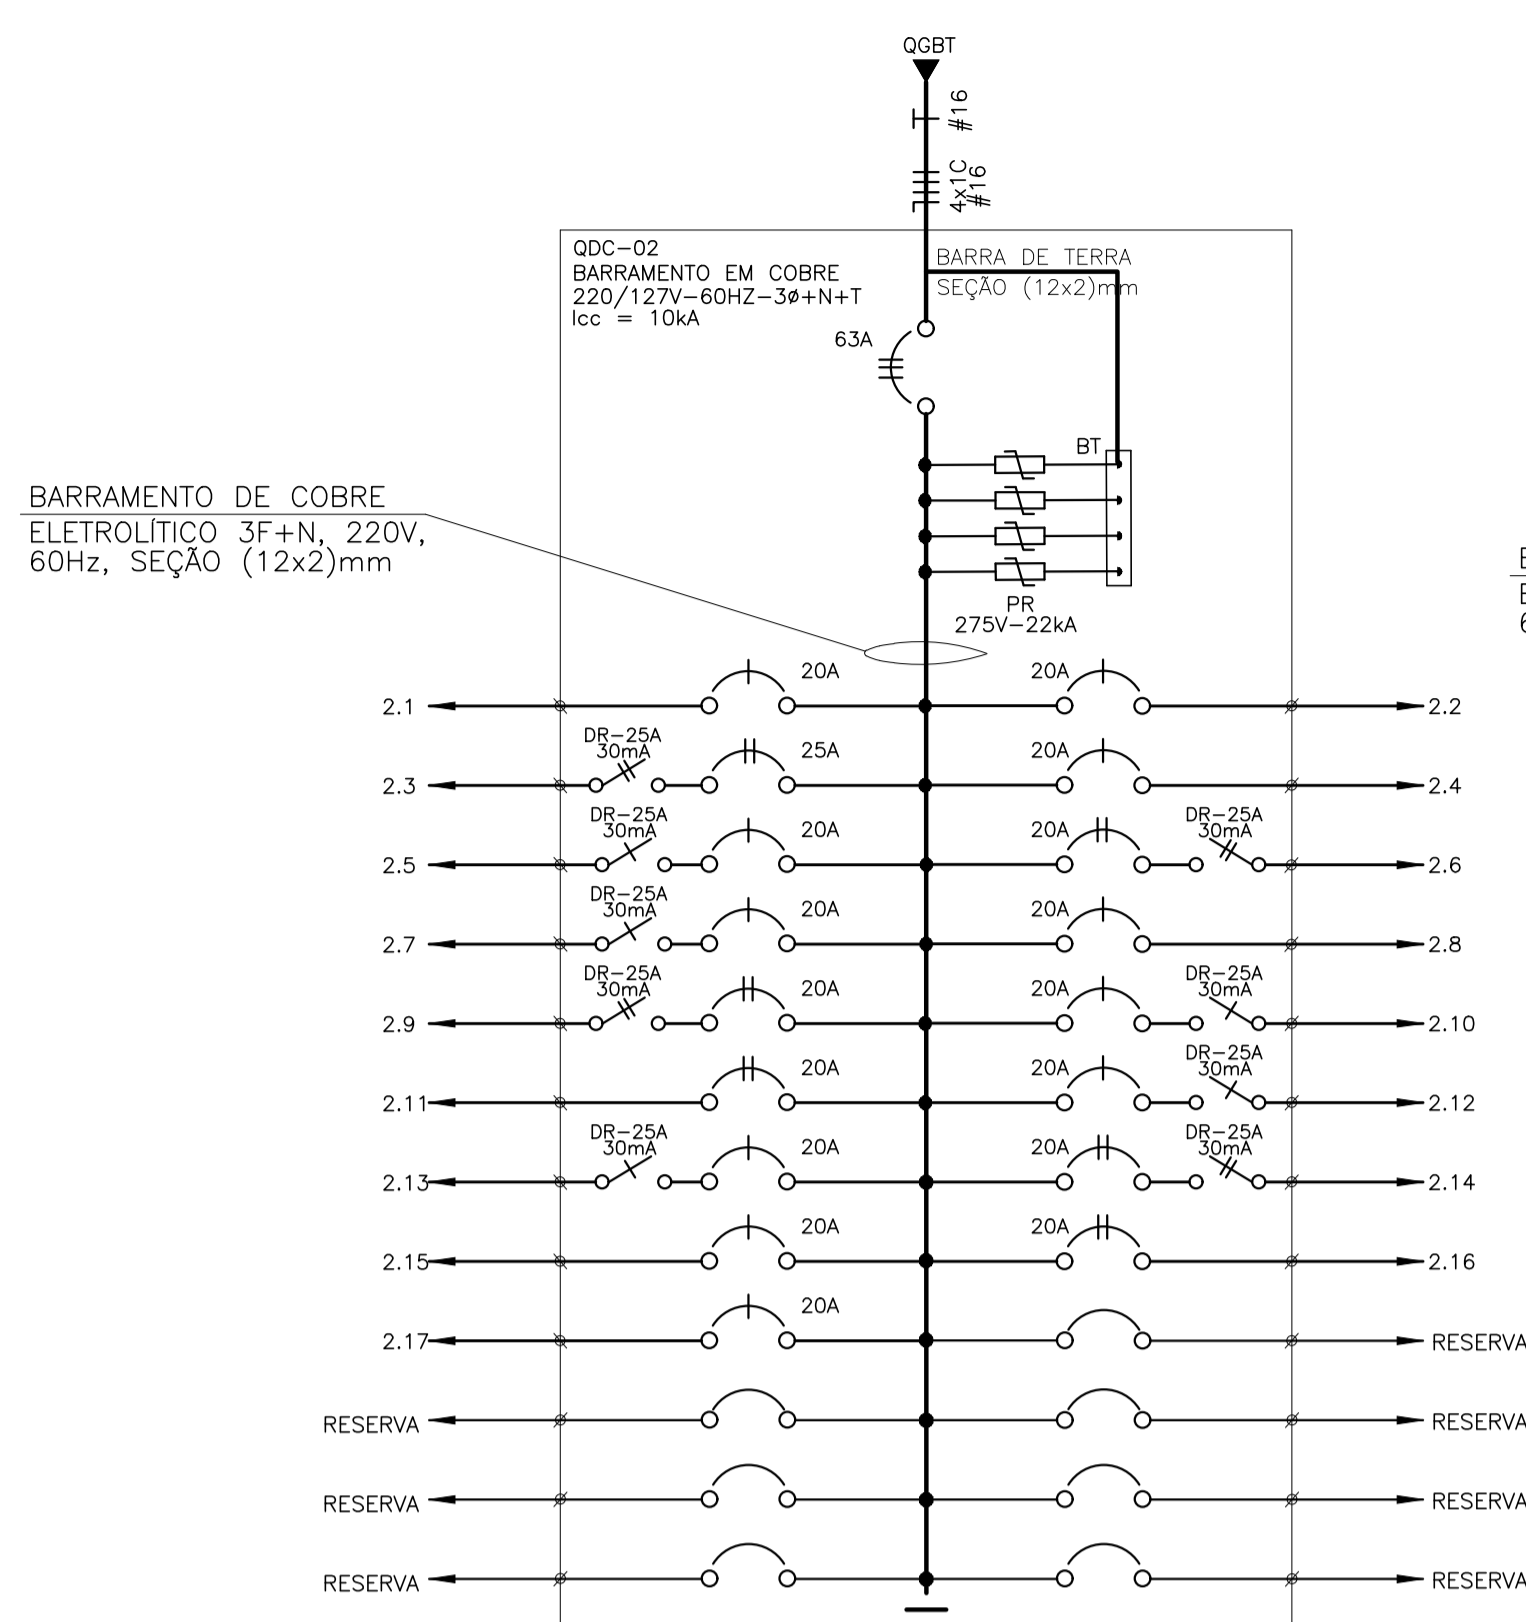 QGBT
#16
4x1C
#16
QDC-02
BARRAMENTO EM COBRE
220/127V-60HZ-3ø+N+T
Icc = 10kA
BARRA DE TERRA
SEÇÃO (12x2)mm
63A
BT
BARRAMENTO DE COBRE
ELETROLÍTICO 3F+N, 220V,
60Hz, SEÇÃO (12x2)mm
PR
275V-22kA
2.1
20A
20A
2.2
DR-25A
30mA
2.3
25A
20A
2.4
DR-25A
30mA
2.5
20A
20A
DR-25A
30mA
2.6
DR-25A
30mA
2.7
20A
20A
2.8
DR-25A
30mA
2.9
20A
20A
DR-25A
30mA
2.10
2.11
20A
20A
DR-25A
30mA
2.12
DR-25A
30mA
2.13
20A
20A
DR-25A
30mA
2.14
2.15
20A
20A
2.16
2.17
20A
RESERVA
RESERVA
RESERVA
RESERVA
RESERVA
RESERVA
RESERVA